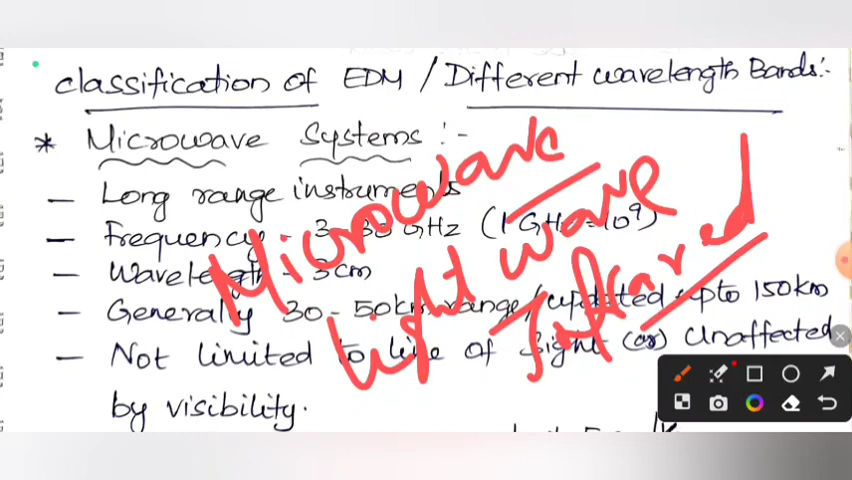 classification of EDM / Different wavelength Bands:-
* Microwave Systems :-
- Long range instruments
- Frequency - 3 - 30 GHz (1 GHz = 10⁹)
- Wavelength - 3cm
- Generally 30 - 50km range/updated upto 150km
- Not limited to line of sight (or) Unaffected
by visibility.
Microwave
Light wave
Infrared